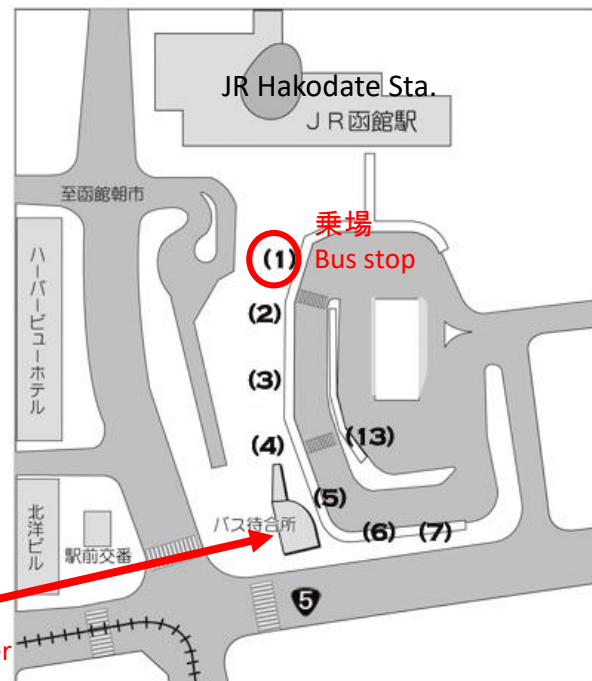 JR Hakodate Sta.
JR函館駅
至函館朝市
乗場
(1) Bus stop
(2)
(3)
ハーバービューホテル
(4)
(13)
(5)
北洋ビル
バス待合所
(6) (7)
駅前交番
5